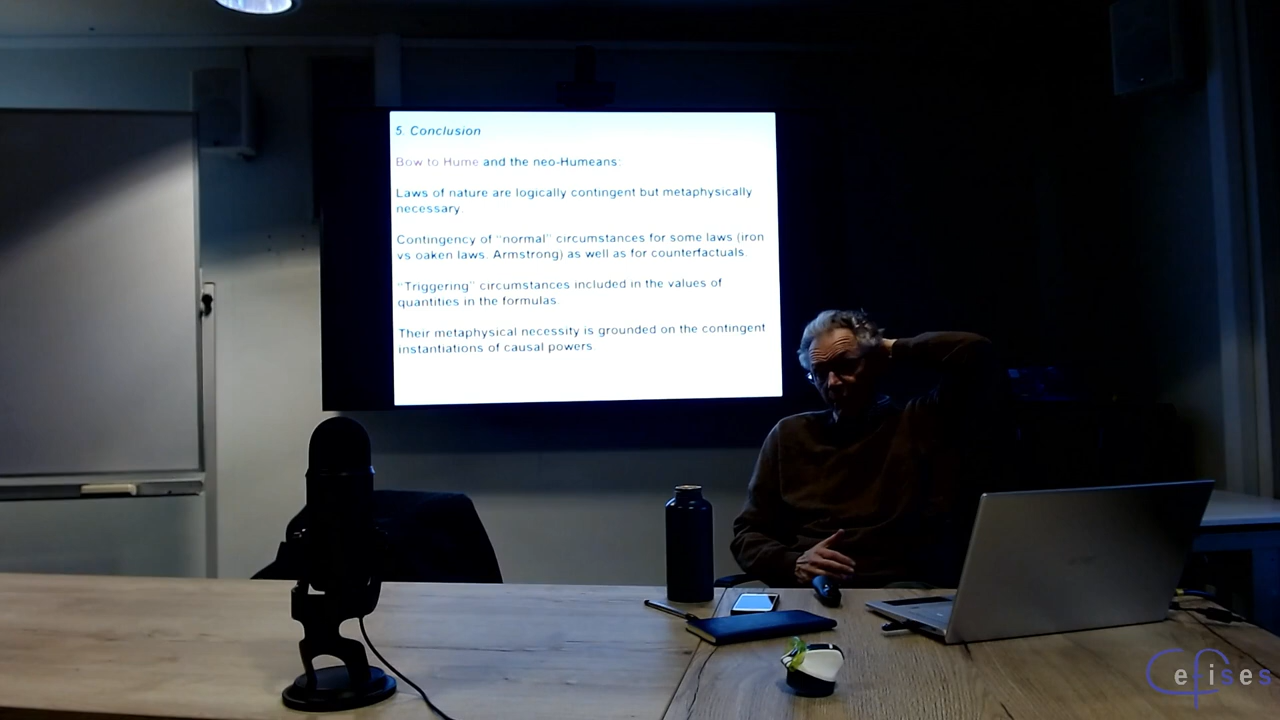 5. Conclusion
Bow to Hume and the neo-Humeans:
Laws of nature are logically contingent but metaphysically
necessary.
Contingency of “normal” circumstances for some laws (iron
vs oaken laws. Armstrong) as well as for counterfactuals.
“Triggering” circumstances included in the values of
quantities in the formulas.
Their metaphysical necessity is grounded on the contingent
instantiations of causal powers.
Cefises